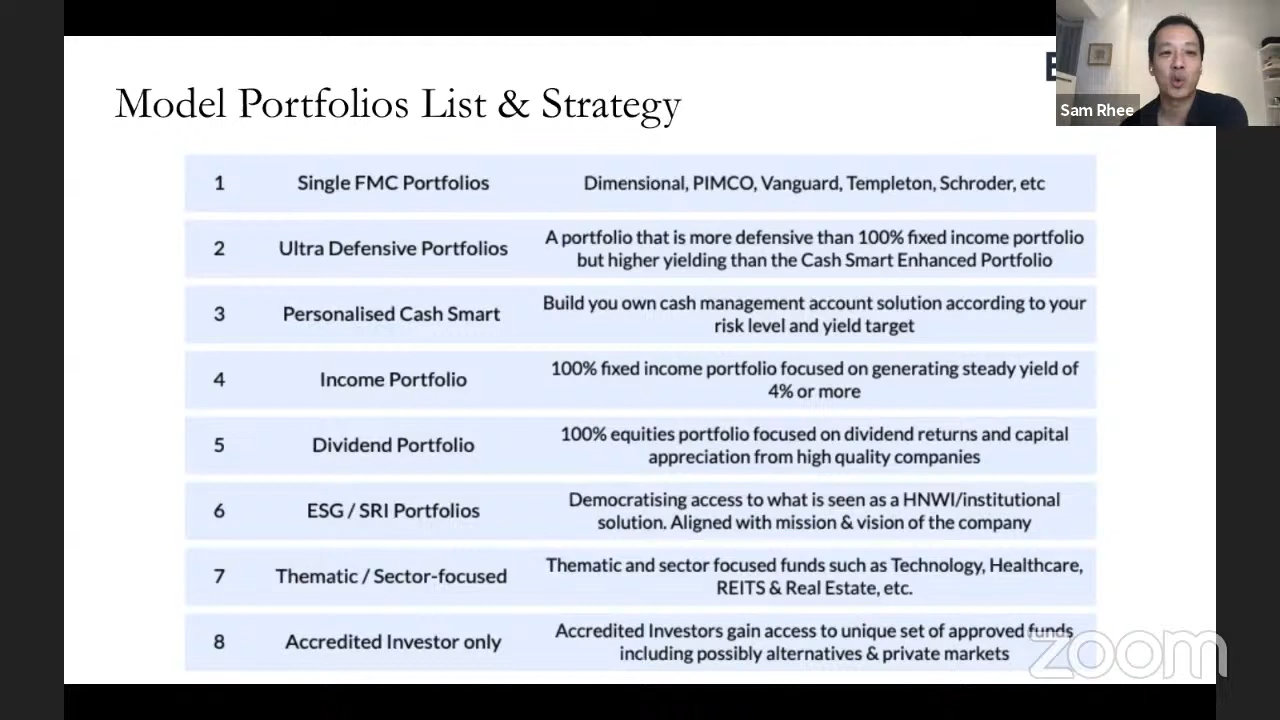 Model Portfolios List & Strategy
E
Sam Rhee
1 Single FMC Portfolios Dimensional, PIMCO, Vanguard, Templeton, Schroder, etc
2 Ultra Defensive Portfolios A portfolio that is more defensive than 100% fixed income portfolio
but higher yielding than the Cash Smart Enhanced Portfolio
3 Personalised Cash Smart Build you own cash management account solution according to your
risk level and yield target
4 Income Portfolio 100% fixed income portfolio focused on generating steady yield of
4% or more
5 Dividend Portfolio 100% equities portfolio focused on dividend returns and capital
appreciation from high quality companies
6 ESG / SRI Portfolios Democratising access to what is seen as a HNWI/institutional
solution. Aligned with mission & vision of the company
7 Thematic / Sector-focused Thematic and sector focused funds such as Technology, Healthcare,
REITS & Real Estate, etc.
8 Accredited Investor only Accredited Investors gain access to unique set of approved funds
including possibly alternatives & private markets
zoom